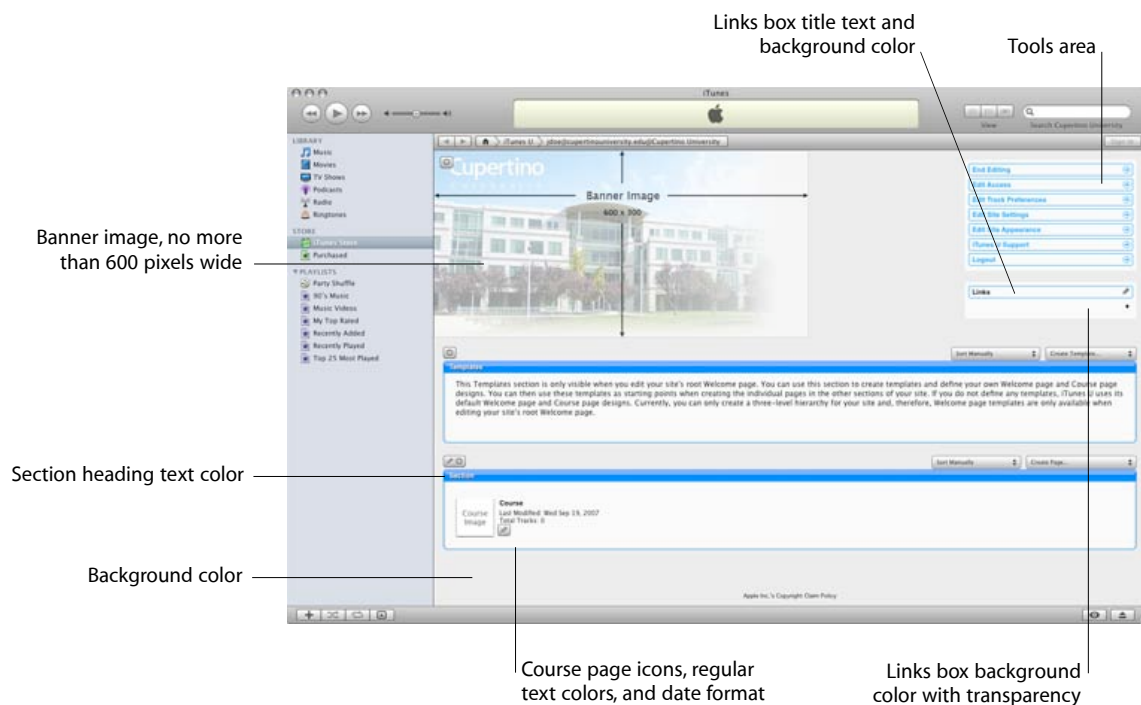 Links box title text and
background color
Tools area
iTunes
View
Search Cupertino University
LIBRARY
Music
Movies
TV Shows
Podcasts
Radio
Ringtones
STORE
iTunes Store
Purchased
PLAYLISTS
Party Shuffle
90's Music
Music Videos
My Top Rated
Recently Added
Recently Played
Top 25 Most Played
iTunes U
jdoe@cupertinouniversity.edu@Cupertino University
Sign In
Cupertino
UNIVERSITY
Banner Image
600 x 300
End Editing
Edit Access
Edit Track Preferences
Edit Site Settings
Edit Site Appearance
iTunes U Support
Logout
Links
Banner image, no more
than 600 pixels wide
Sort Manually
Create Template...
Templates
This Templates section is only visible when you edit your site's root Welcome page. You can use this section to create templates and define your own Welcome page and Course page
designs. You can then use these templates as starting points when creating the individual pages in the other sections of your site. If you do not define any templates, iTunes U uses its
default Welcome page and Course page designs. Currently, you can only create a three-level hierarchy for your site and, therefore, Welcome page templates are only available when
editing your site's root Welcome page.
Section heading text color
Sort Manually
Create Page...
Section
Course
Image
Course
Last Modified: Wed Sep 19, 2007
Total Tracks: 0
Background color
Apple Inc.'s Copyright Claim Policy
Course page icons, regular
text colors, and date format
Links box background
color with transparency